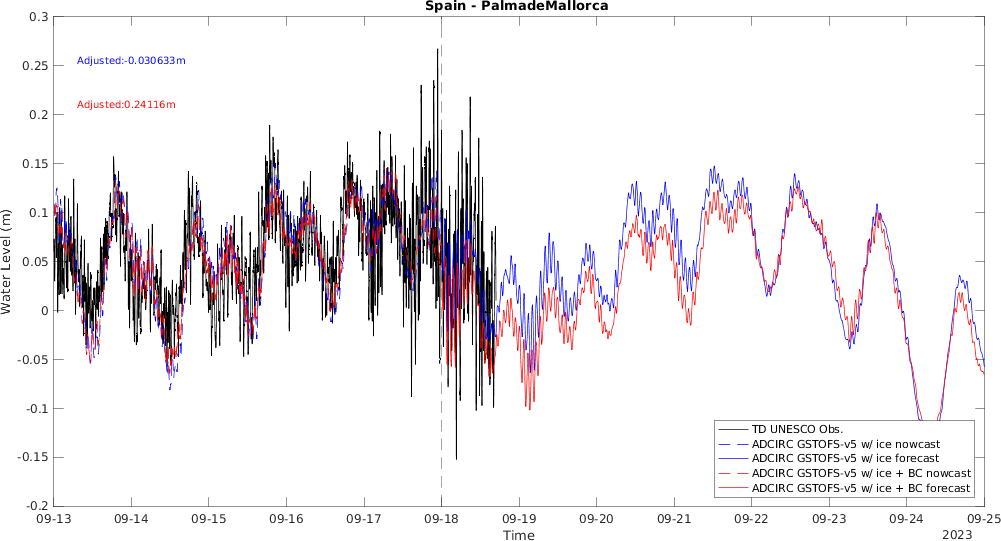 Spain - PalmadeMallorca
0.3
0.25
0.2
0.15
0.1
0.05
0
-0.05
-0.1
-0.15
-0.2
Water Level (m)
Adjusted:-0.030633m
Adjusted:0.24116m
TD UNESCO Obs.
ADCIRC GSTOFS-v5 w/ ice nowcast
ADCIRC GSTOFS-v5 w/ ice forecast
ADCIRC GSTOFS-v5 w/ ice + BC nowcast
ADCIRC GSTOFS-v5 w/ ice + BC forecast
09-13 09-14 09-15 09-16 09-17 09-18 09-19 09-20 09-21 09-22 09-23 09-24 09-25
Time
2023